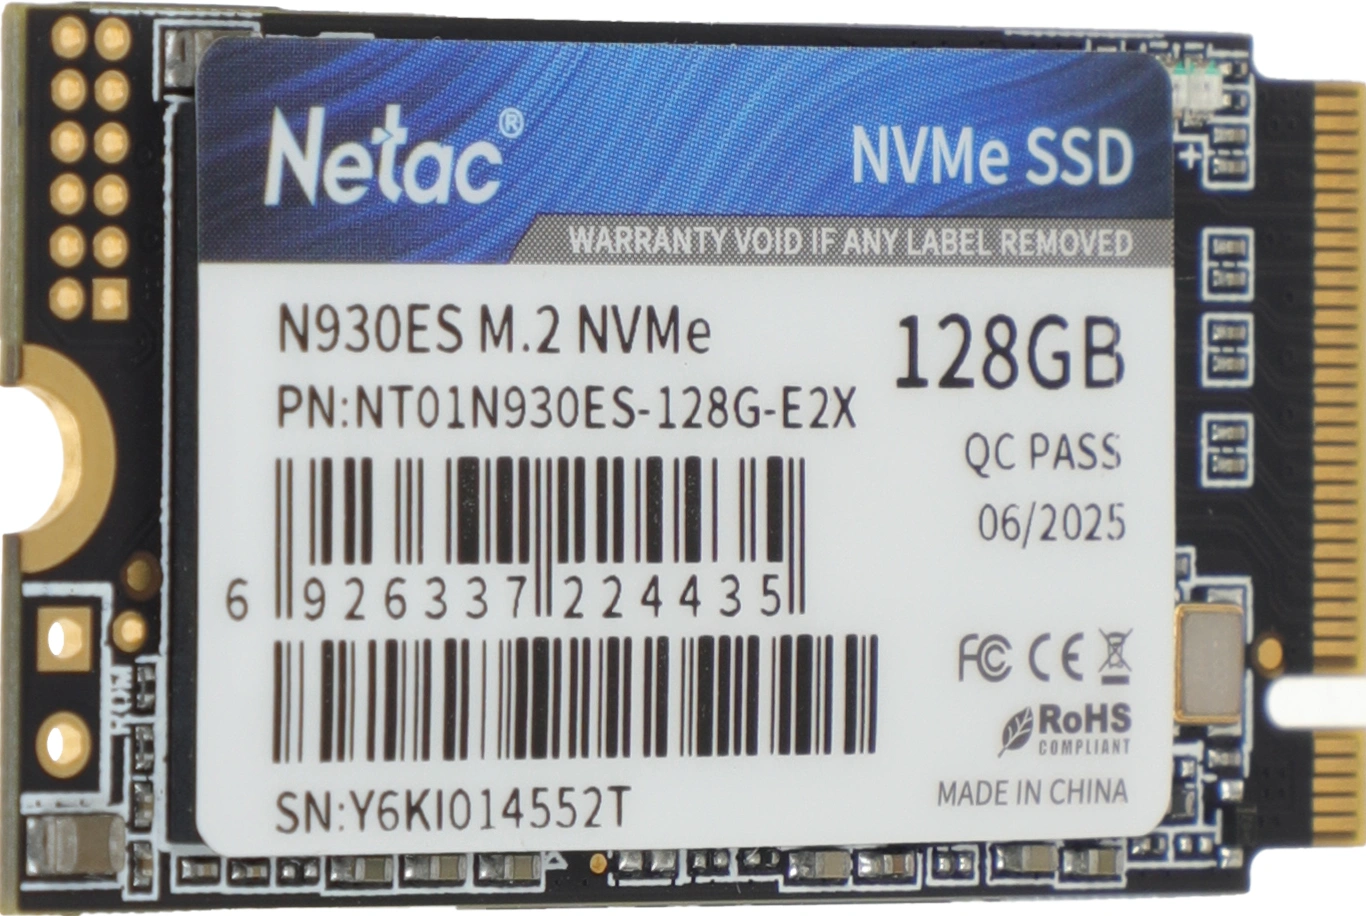 Netac®
NVMe SSD
WARRANTY VOID IF ANY LABEL REMOVED
N930ES M.2 NVMe
128GB
PN:NT01N930ES-128G-E2X
QC PASS
06/2025
6 926337 224435
FC CE
RoHS
COMPLIANT
SN:Y6KI014552T
MADE IN CHINA
ROM
+